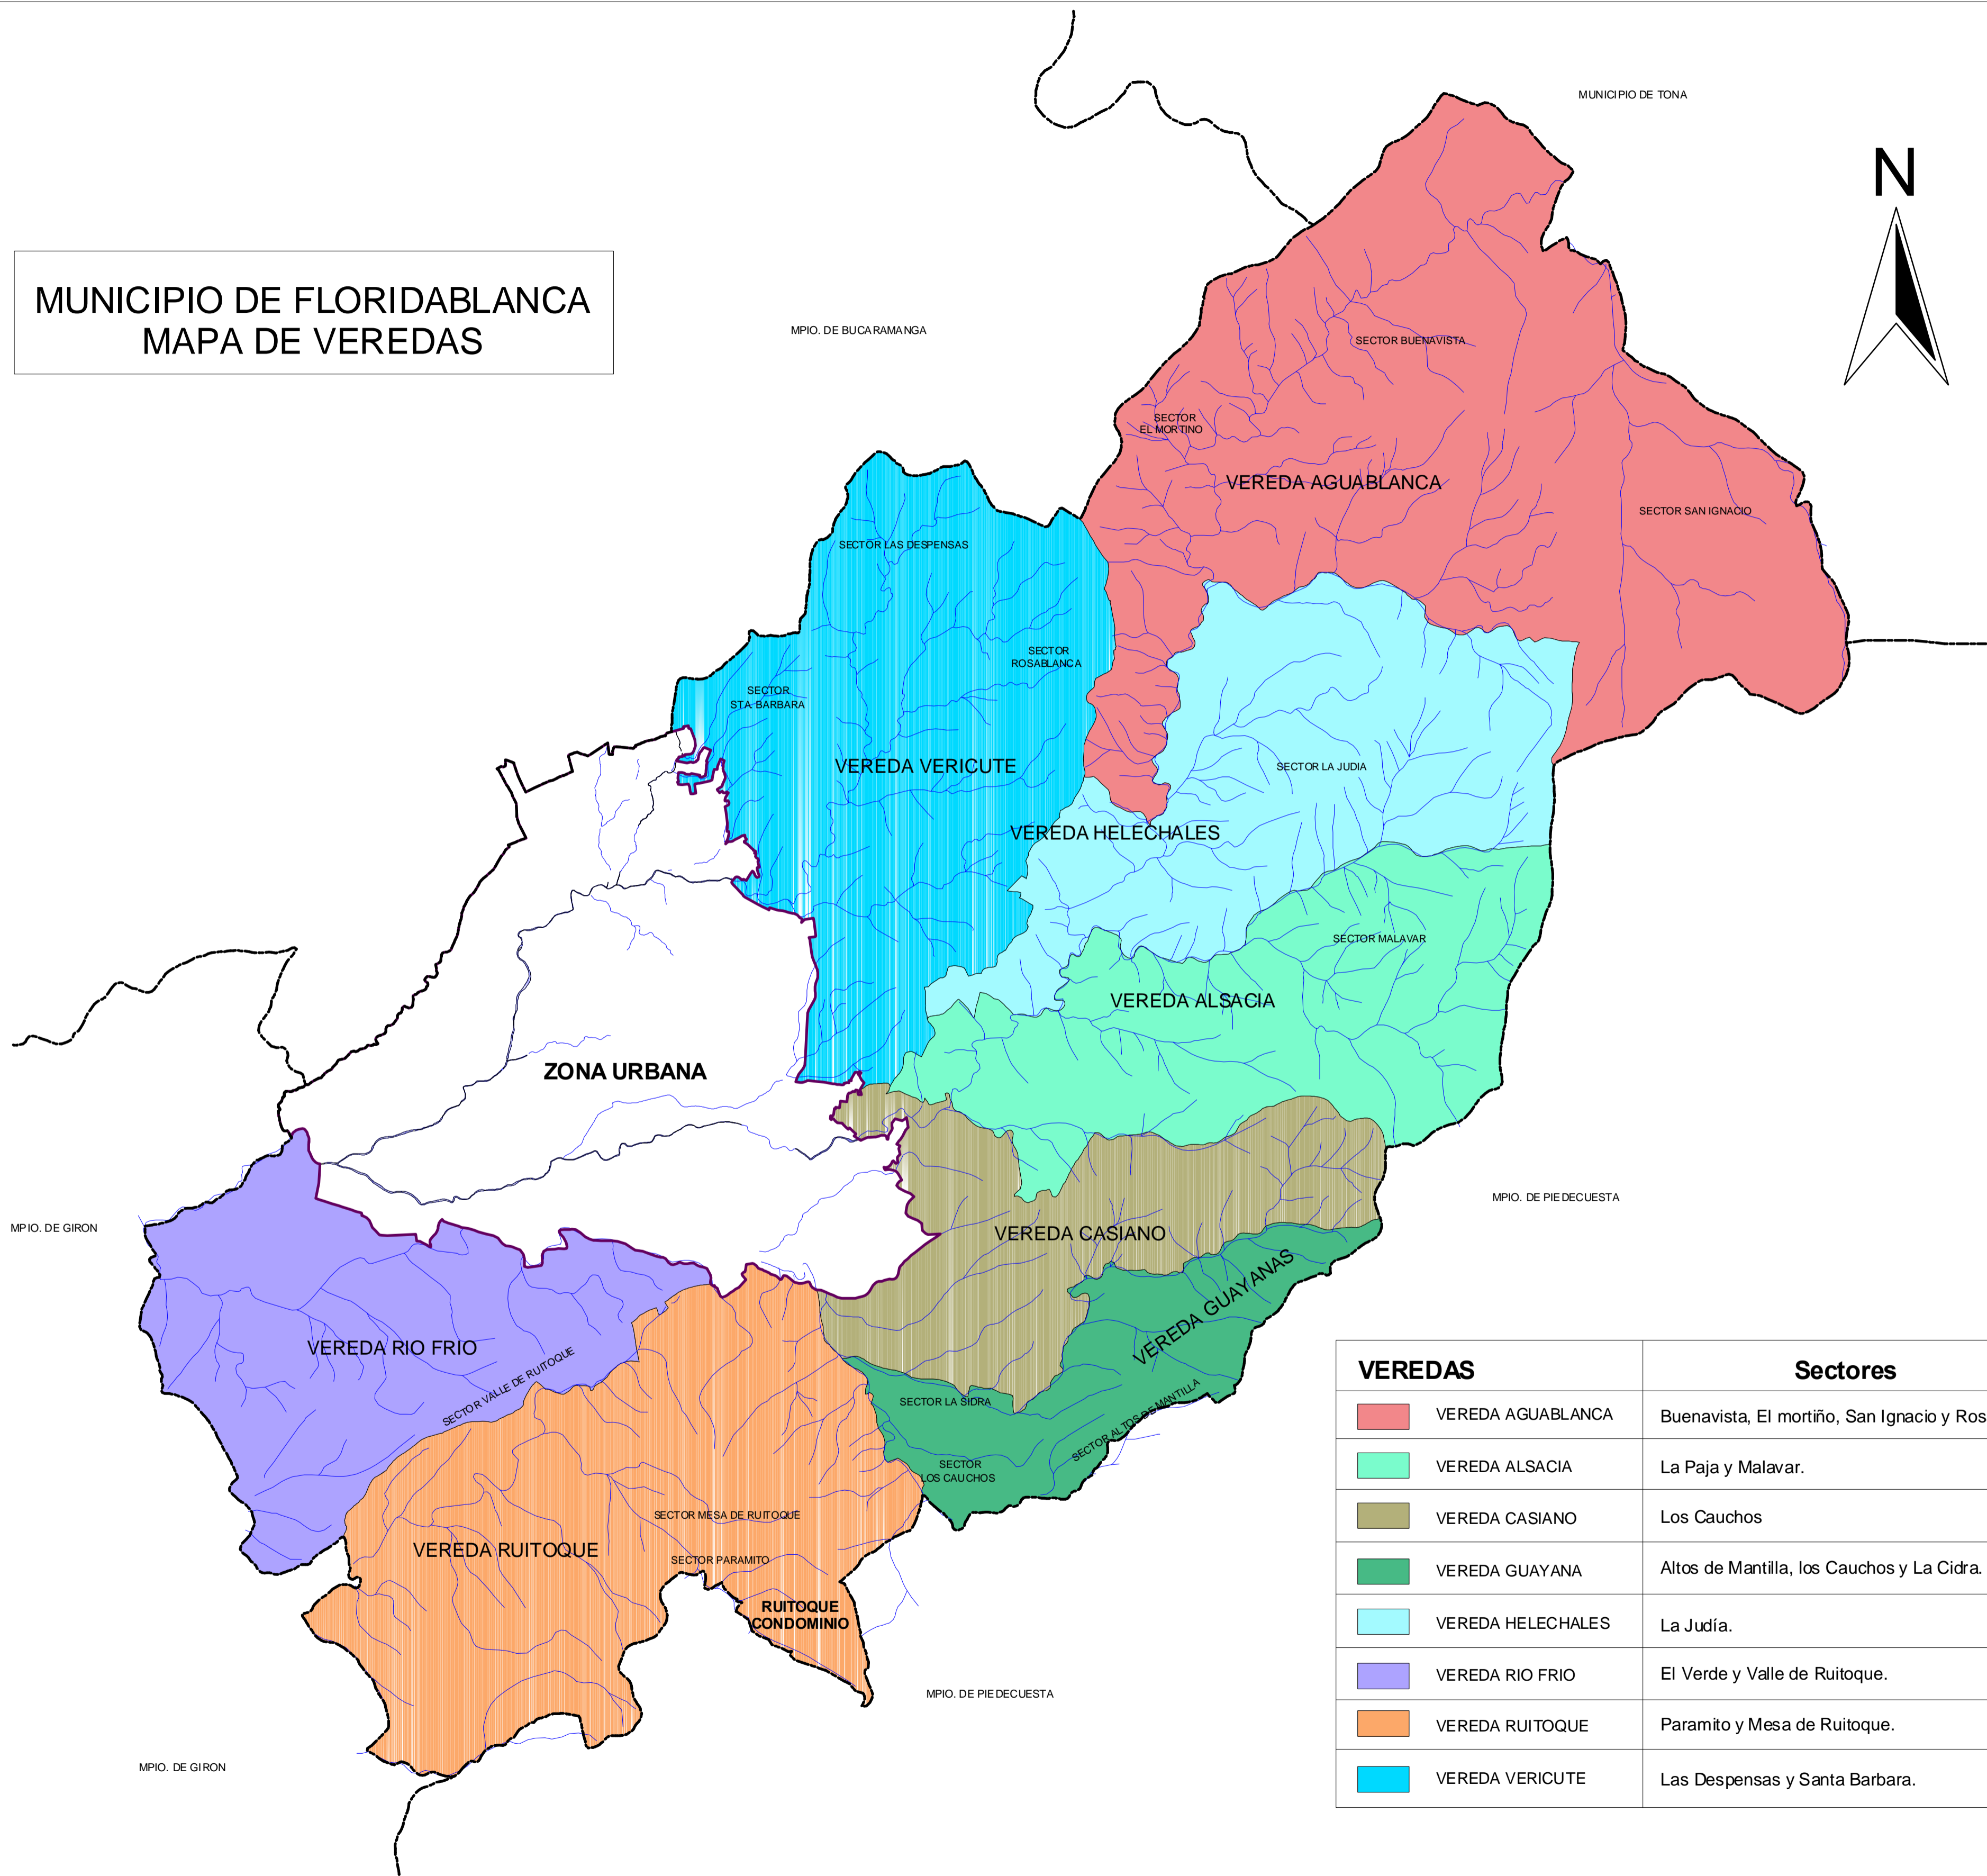 MUNICIPIO DE TONA
N
MUNICIPIO DE FLORIDABLANCA
MAPA DE VEREDAS
MPIO. DE BUCARAMANGA
SECTOR BUENAVISTA
SECTOR
EL MORTINO
VEREDA AGUABLANCA
SECTOR SAN IGNACIO
SECTOR LAS DESPENSAS
SECTOR
ROSABLANCA
SECTOR
STA. BARBARA
VEREDA VERICUTE
SECTOR LA JUDIA
VEREDA HELECHALES
SECTOR MALAVAR
VEREDA ALSACIA
ZONA URBANA
MPIO. DE PIEDECUESTA
MPIO. DE GIRON
VEREDA CASIANO
VEREDA GUAYANAS
VEREDA RIO FRIO
SECTOR VALLE DE RUITOQUE
SECTOR LA SIDRA
SECTOR ALTOS DE MANTILLA
SECTOR
LOS CAUCHOS
SECTOR MESA DE RUITOQUE
VEREDA RUITOQUE
SECTOR PARAMITO
RUITOQUE
CONDOMINIO
MPIO. DE PIEDECUESTA
MPIO. DE GIRON
VEREDAS Sectores
VEREDA AGUABLANCA Buenavista, El mortiño, San Ignacio y Ros
VEREDA ALSACIA La Paja y Malavar.
VEREDA CASIANO Los Cauchos
VEREDA GUAYANA Altos de Mantilla, los Cauchos y La Cidra.
VEREDA HELECHALES La Judía.
VEREDA RIO FRIO El Verde y Valle de Ruitoque.
VEREDA RUITOQUE Paramito y Mesa de Ruitoque.
VEREDA VERICUTE Las Despensas y Santa Barbara.